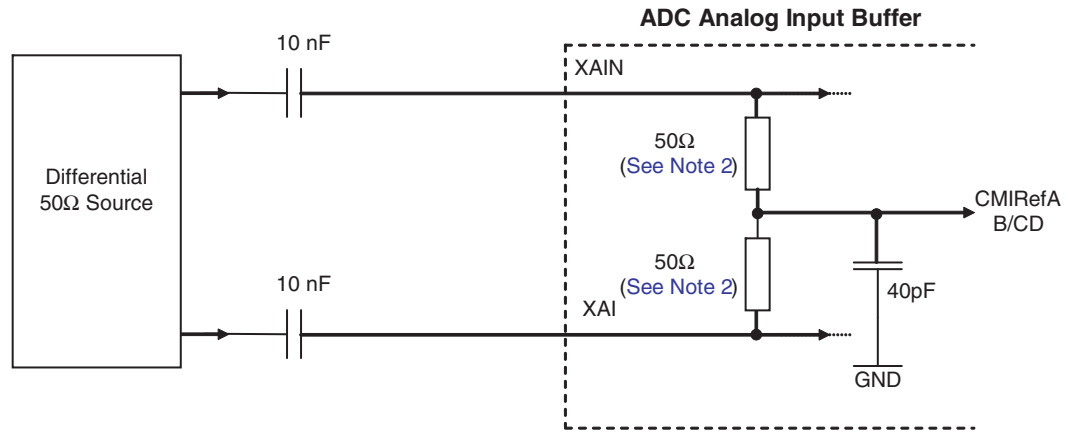 ADC Analog Input Buffer
10 nF
XAIN
50Ω
(See Note 2)
Differential
50Ω Source
CMIRefA
B/CD
50Ω
(See Note 2)
10 nF
XAI
40pF
GND